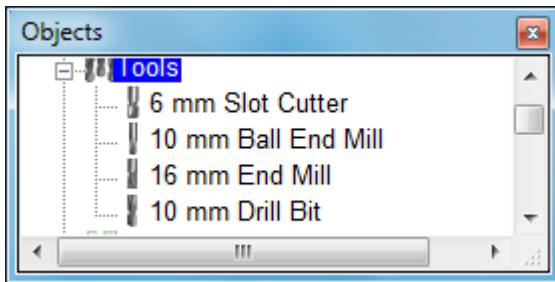 Objects
Tools
6 mm Slot Cutter
10 mm Ball End Mill
16 mm End Mill
10 mm Drill Bit